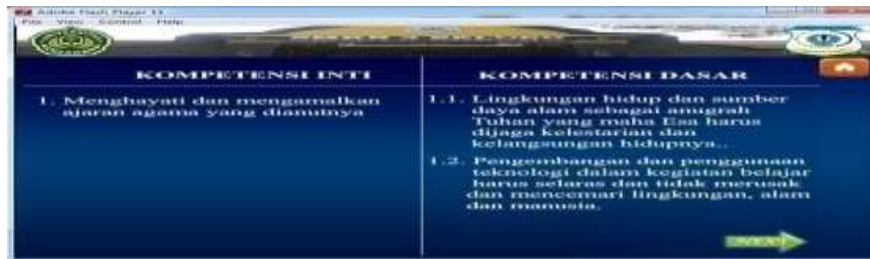 Adobe Flash Player 11
File View Control Help
KOMPETENSI INTI
1. Menghayati dan mengamalkan
ajaran agama yang dianutnya
KOMPETENSI DASAR
1.1. Lingkungan hidup dan sumber
daya alam sebagai anugrah
Tuhan yang maha Esa harus
dijaga kelestarian dan
kelangsungan hidupnya..
1.2. Pengembangan dan penggunaan
teknologi dalam kegiatan belajar
harus selaras dan tidak merusak
dan mencemari lingkungan, alam
dan manusia.
NEXT